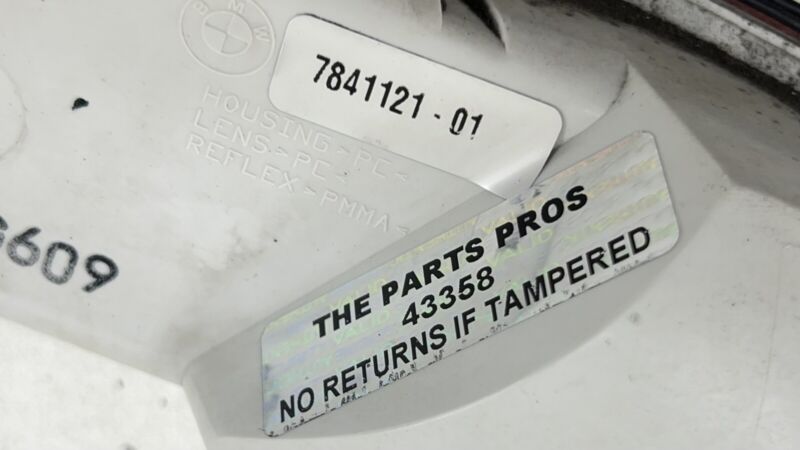 BMW
7841121-01
HOUSING>PC<
LENS>PC<
REFLEX>PMMA<
609
THE PARTS PROS
43358
NO RETURNS IF TAMPERED